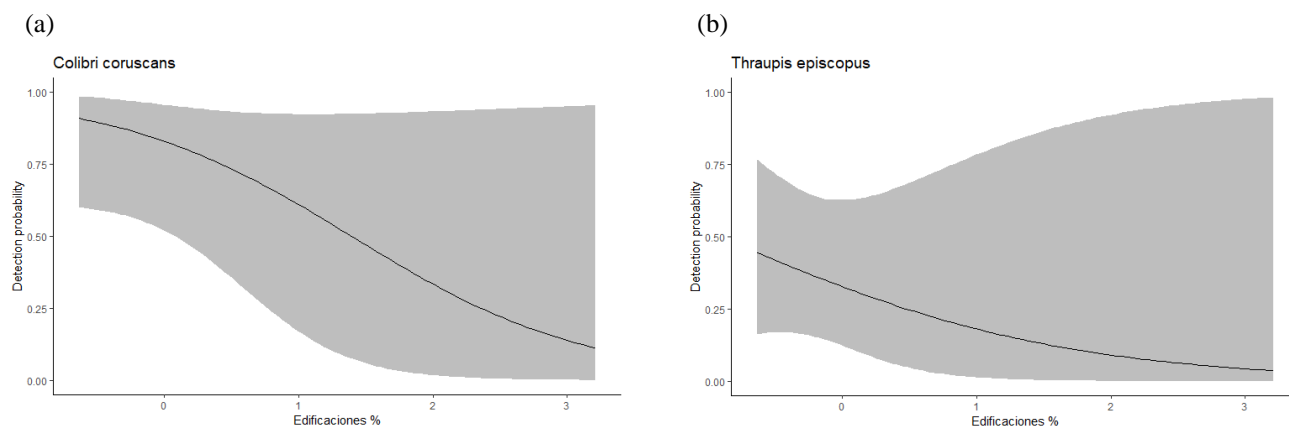 (a)
Colibri coruscans
1.00
0.75
0.50
0.25
0.00
Detection probability
0
1
2
3
Edificaciones %
(b)
Thraupis episcopus
1.00
0.75
0.50
0.25
0.00
Detection probability
0
1
2
3
Edificaciones %